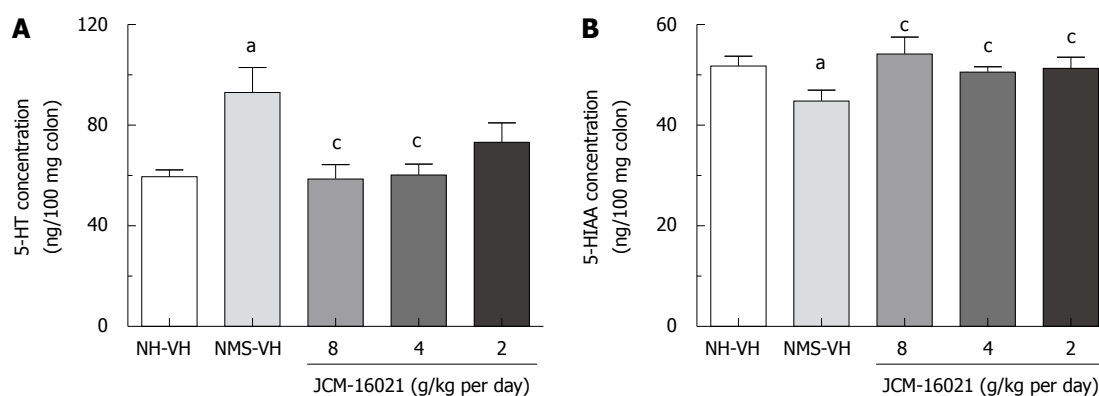 A
5-HT concentration
(ng/100 mg colon)
120
80
40
0
a
c
c
NH-VH
NMS-VH
8
4
2
JCM-16021 (g/kg per day)
B
5-HIAA concentration
(ng/100 mg colon)
60
40
20
0
a
c
c
c
NH-VH
NMS-VH
8
4
2
JCM-16021 (g/kg per day)